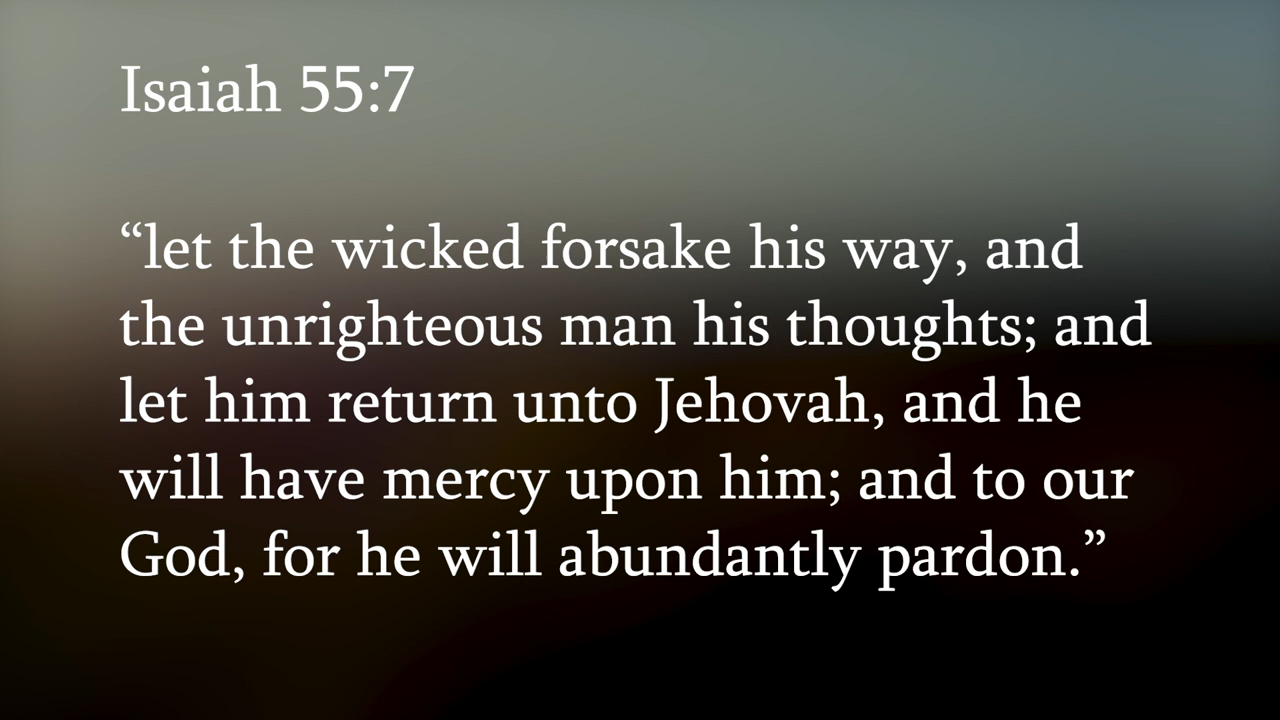 Isaiah 55:7
“let the wicked forsake his way, and
the unrighteous man his thoughts; and
let him return unto Jehovah, and he
will have mercy upon him; and to our
God, for he will abundantly pardon.”